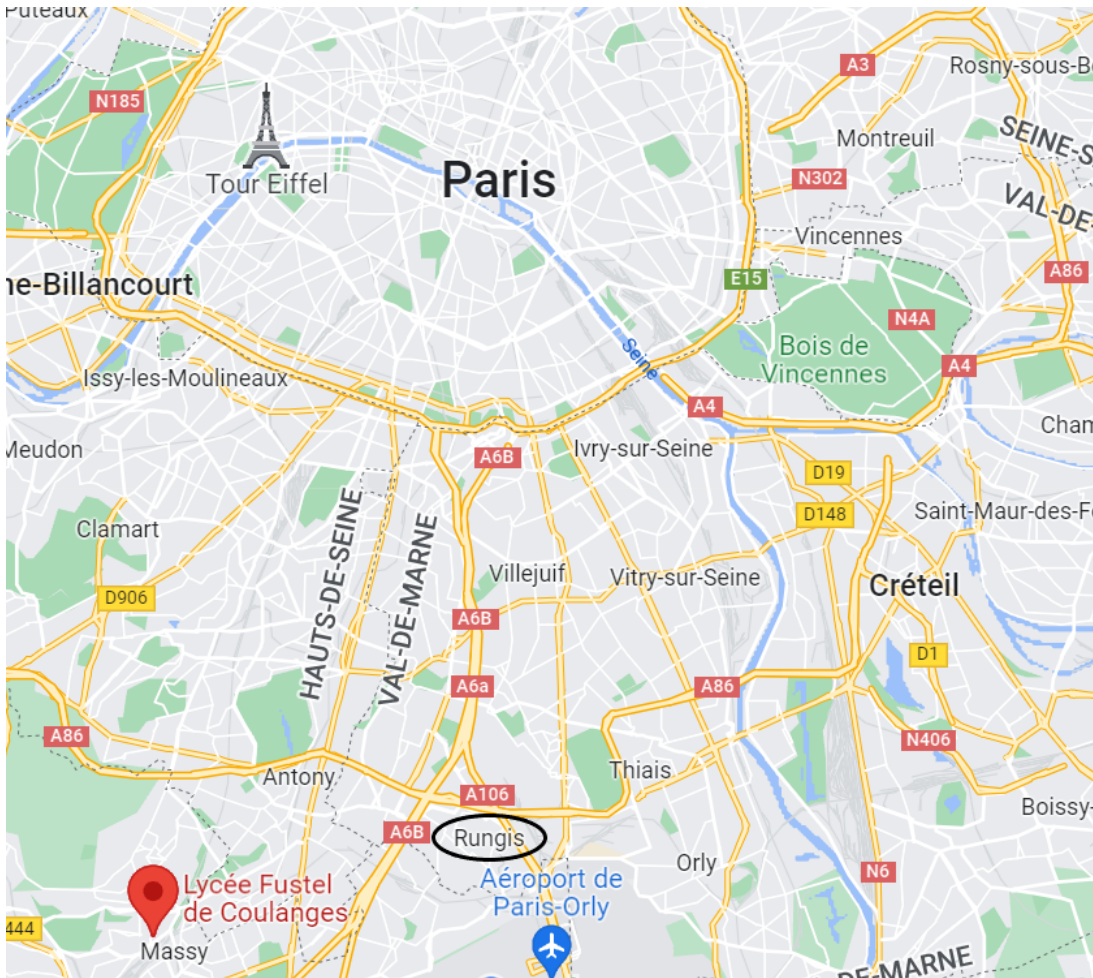 Puteaux
A3
Rosny-sous-B
N185
Montreuil
SEINE-S
Tour Eiffel
Paris
N302
VAL-DE-
Vincennes
ne-Billancourt
E15
A86
N4A
Seine
Bois de
Vincennes
Issy-les-Moulineaux
A4
A4
Cham
Meudon
A6B
Ivry-sur-Seine
D19
Clamart
D148
Saint-Maur-des-F
HAUTS-DE-SEINE
VAL-DE-MARNE
Villejuif
Vitry-sur-Seine
Créteil
D906
A6B
D1
A6a
A86
A86
N406
Antony
Thiais
A106
Boissy-
A6B
Rungis
Orly
N6
Lycée Fustel
de Coulanges
Aéroport de
Paris-Orly
444
Massy
DE-MARNE